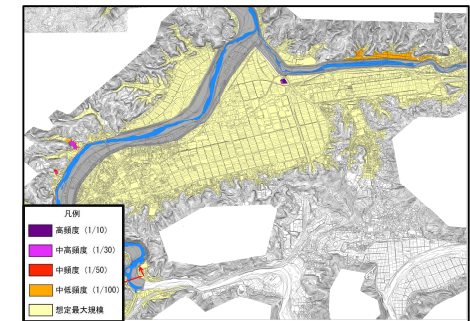 凡例
高頻度（1/10）
中高頻度（1/30）
中頻度（1/50）
中低頻度（1/100）
想定最大規模